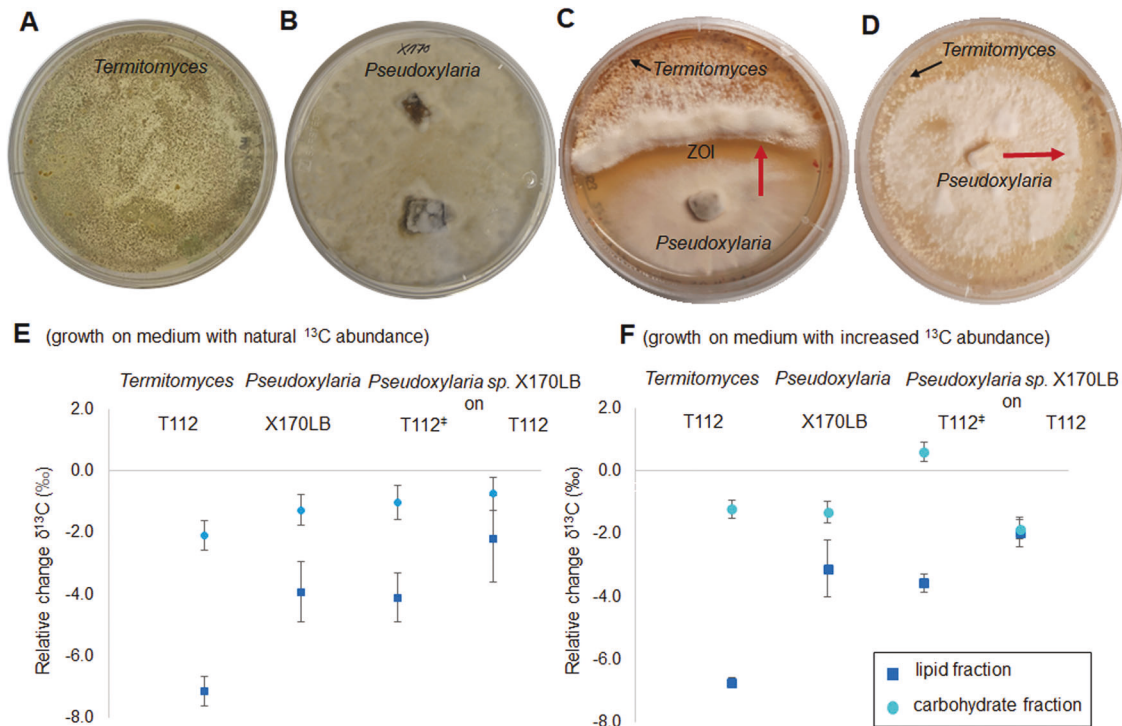 A
Termitomyces
B
X170
Pseudoxylaria
C
Termitomyces
ZOI
Pseudoxylaria
D
Termitomyces
Pseudoxylaria
E (growth on medium with natural ¹³C abundance)
Termitomyces Pseudoxylaria Pseudoxylaria sp. X170LB
on
T112 X170LB T112‡ T112
2.0
0.0
-2.0
-4.0
-6.0
-8.0
Relative change δ¹³C (‰)
F (growth on medium with increased ¹³C abundance)
Termitomyces Pseudoxylaria Pseudoxylaria sp. X170LB
on
T112 X170LB T112‡ T112
2.0
0.0
-2.0
-4.0
-6.0
-8.0
Relative change δ¹³C (‰)
lipid fraction
carbohydrate fraction